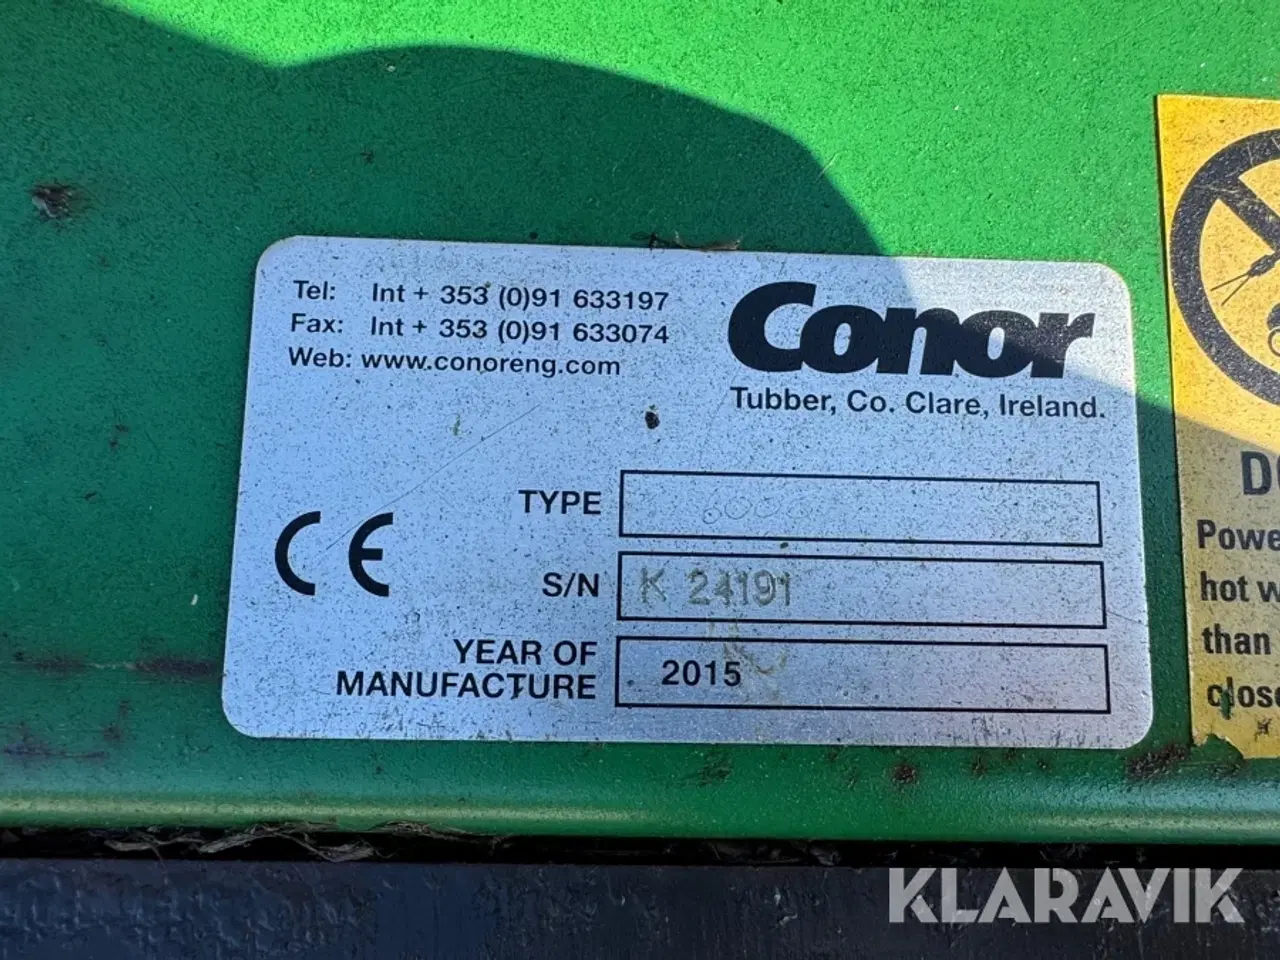 Tel: Int + 353 (0)91 633197
Fax: Int + 353 (0)91 633074
Web: www.conoreng.com
Conor
Tubber, Co. Clare, Ireland.
TYPE
CE
S/N K 24191
YEAR OF
MANUFACTURE 2015
Powe
hot w
than
close
KLARAVIK